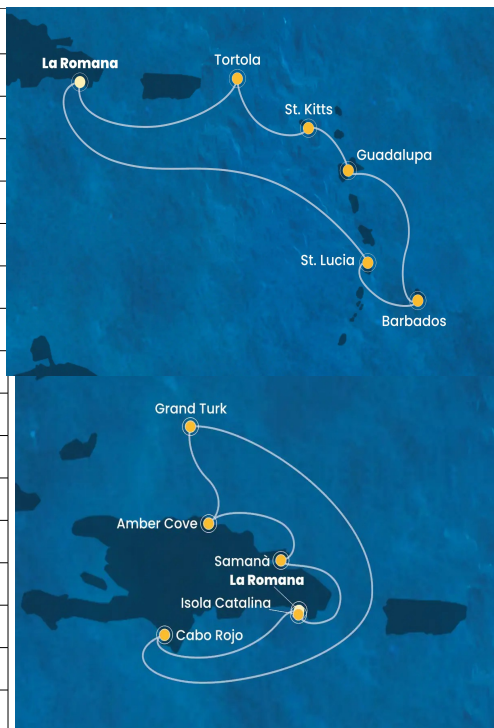 La Romana
Tortola
St. Kitts
Guadalupa
St. Lucia
Barbados
Grand Turk
Amber Cove
Samanà
La Romana
Isola Catalina
Cabo Rojo